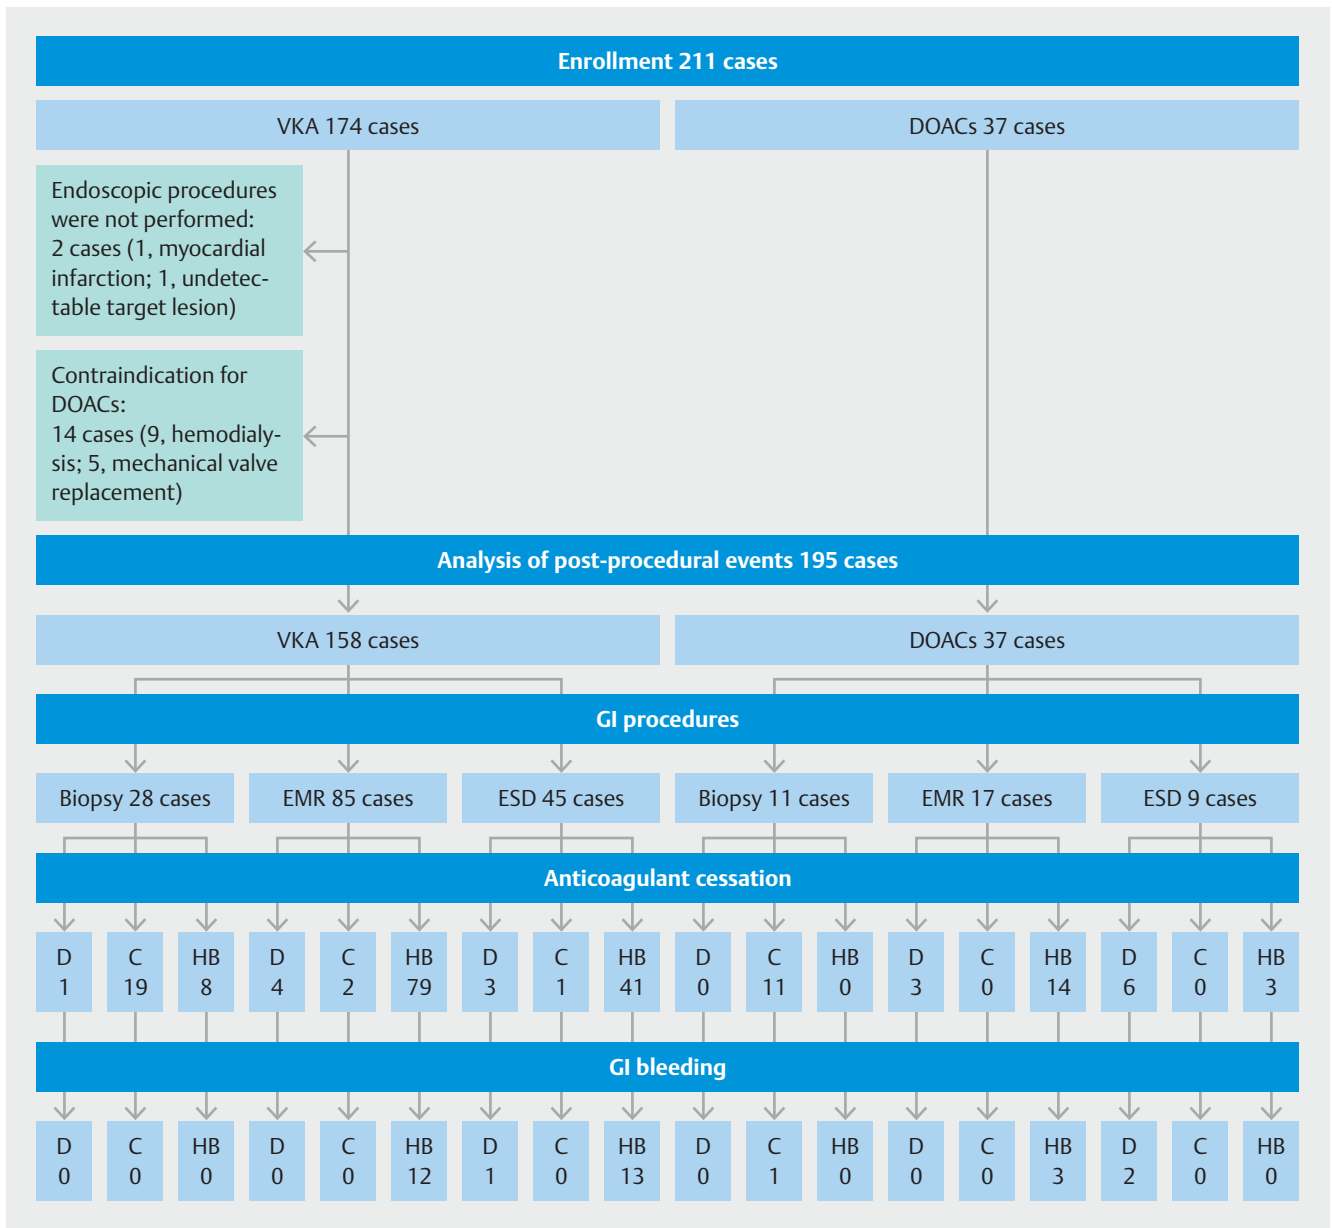 Enrollment 211 cases
VKA 174 cases
DOACs 37 cases
Endoscopic procedures
were not performed:
2 cases (1, myocardial
infarction; 1, undetec-
table target lesion)
Contraindication for
DOACs:
14 cases (9, hemodialy-
sis; 5, mechanical valve
replacement)
Analysis of post-procedural events 195 cases
VKA 158 cases
DOACs 37 cases
GI procedures
Biopsy 28 cases
EMR 85 cases
ESD 45 cases
Biopsy 11 cases
EMR 17 cases
ESD 9 cases
Anticoagulant cessation
D
1
C
19
HB
8
D
4
C
2
HB
79
D
3
C
1
HB
41
D
0
C
11
HB
0
D
3
C
0
HB
14
D
6
C
0
HB
3
GI bleeding
D
0
C
0
HB
0
D
0
C
0
HB
12
D
1
C
0
HB
13
D
0
C
1
HB
0
D
0
C
0
HB
3
D
2
C
0
HB
0